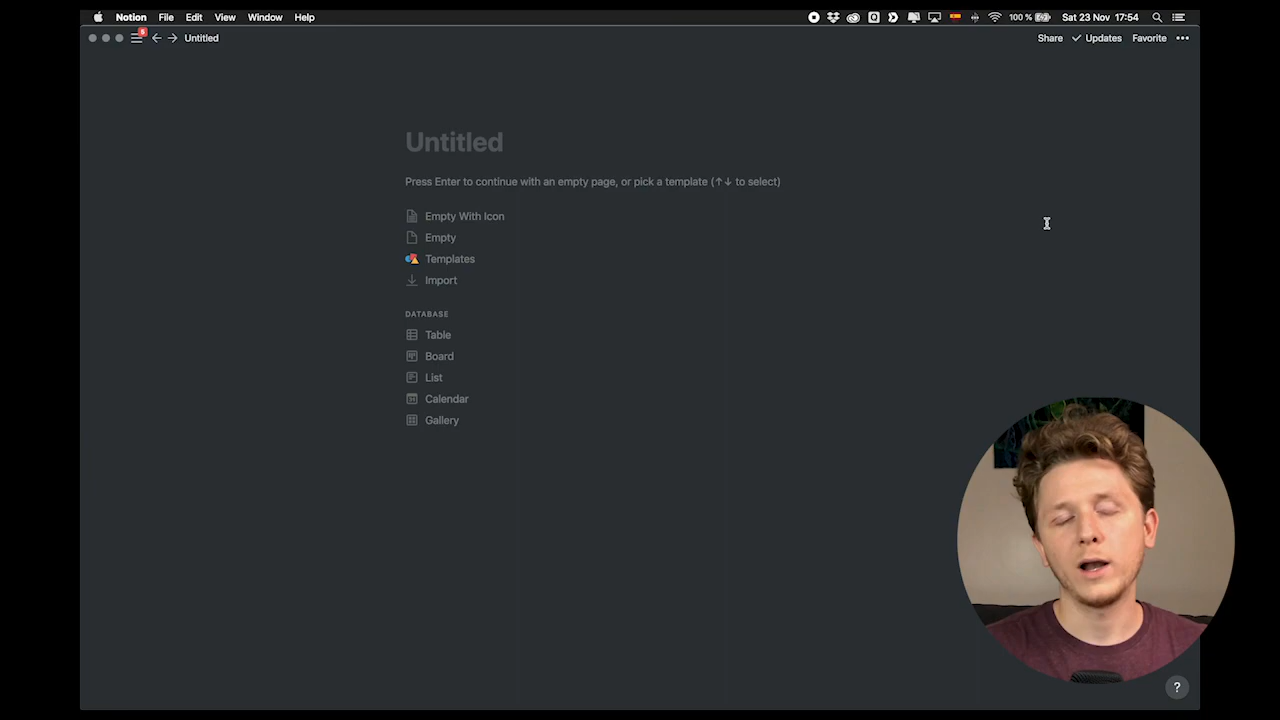 Notion File Edit View Window Help 100 % Sat 23 Nov 17:54
5
Untitled Share Updates Favorite •••
Untitled
Press Enter to continue with an empty page, or pick a template (↑↓ to select)
Empty With Icon
Empty
Templates
Import
DATABASE
Table
Board
List
Calendar
Gallery
?